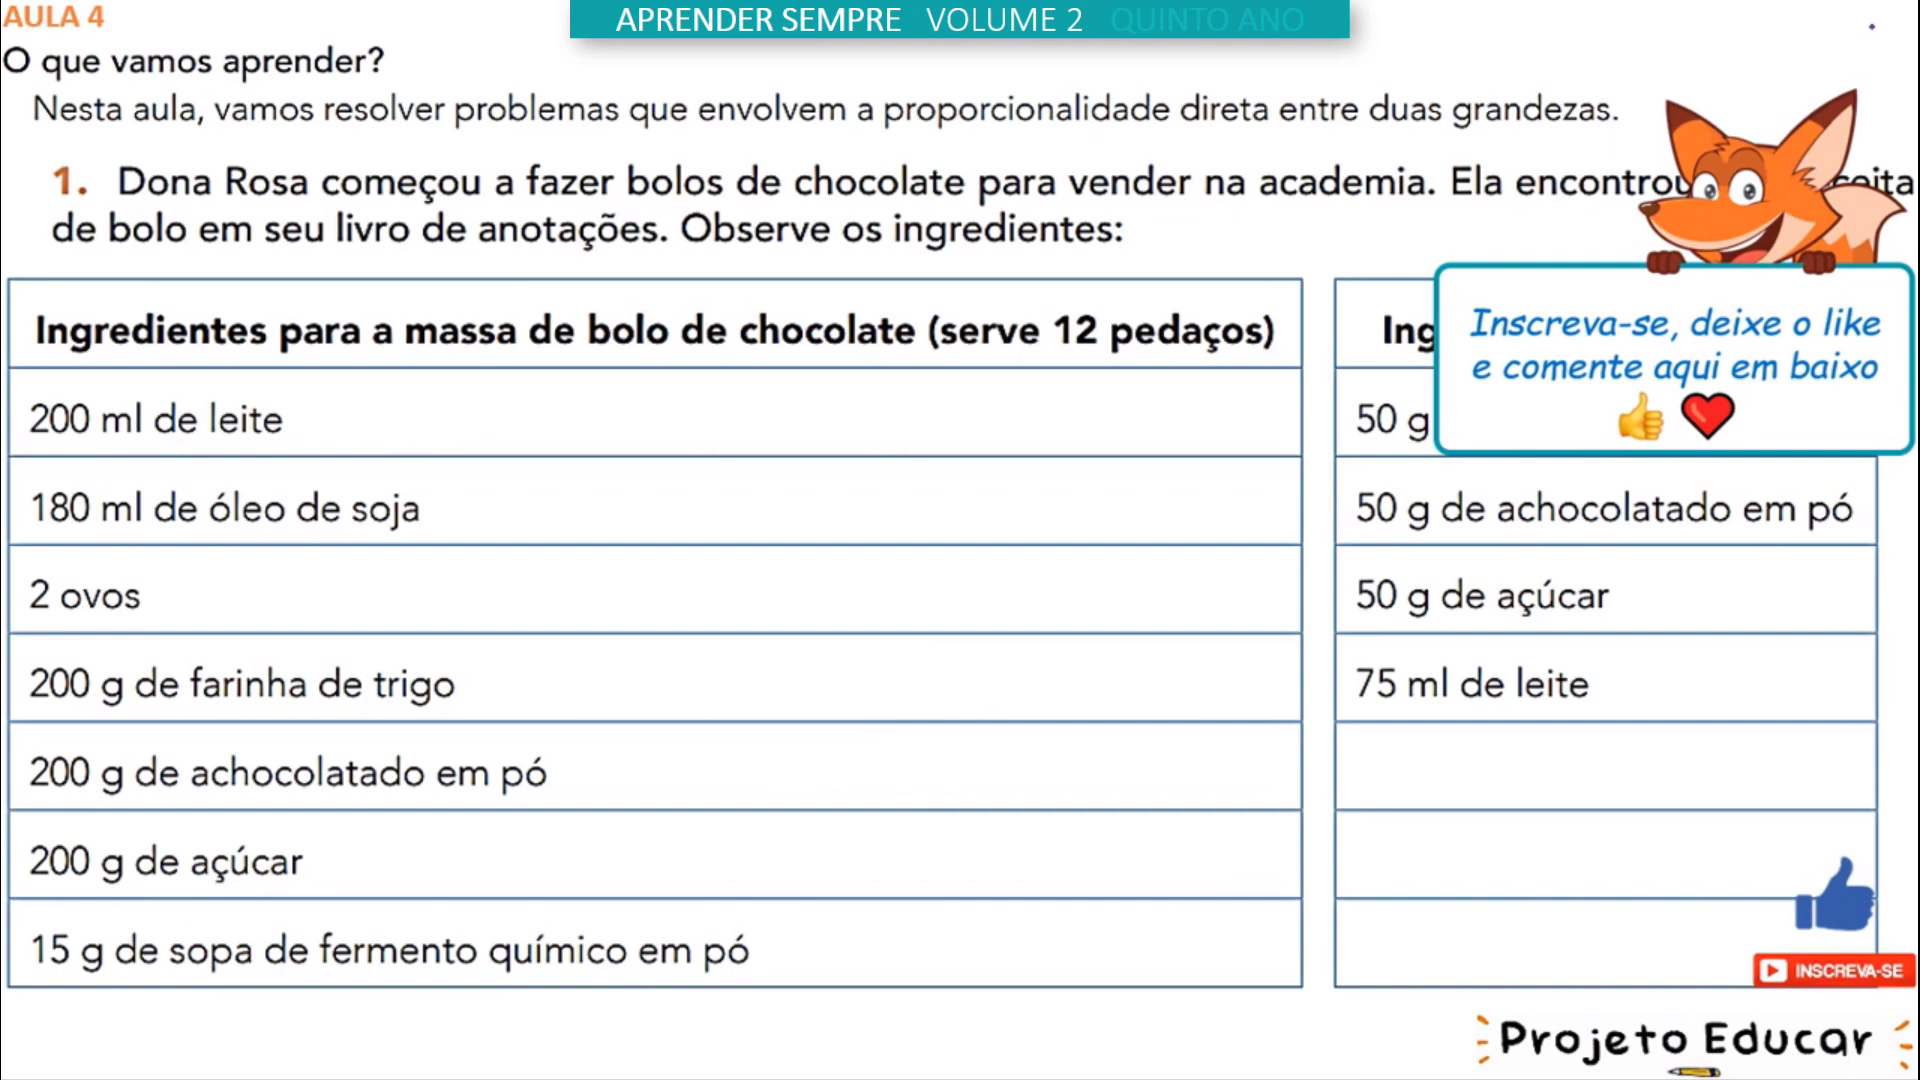 AULA 4
APRENDER SEMPRE VOLUME 2 QUINTO ANO
O que vamos aprender?
Nesta aula, vamos resolver problemas que envolvem a proporcionalidade direta entre duas grandezas.
1. Dona Rosa começou a fazer bolos de chocolate para vender na academia. Ela encontrou
de bolo em seu livro de anotações. Observe os ingredientes:
Ingredientes para a massa de bolo de chocolate (serve 12 pedaços)
200 ml de leite
180 ml de óleo de soja
2 ovos
200 g de farinha de trigo
200 g de achocolatado em pó
200 g de açúcar
15 g de sopa de fermento químico em pó
50 g
50 g de achocolatado em pó
50 g de açúcar
75 ml de leite
Inscreva-se, deixe o like
e comente aqui em baixo
INSCREVA-SE
Projeto Educar